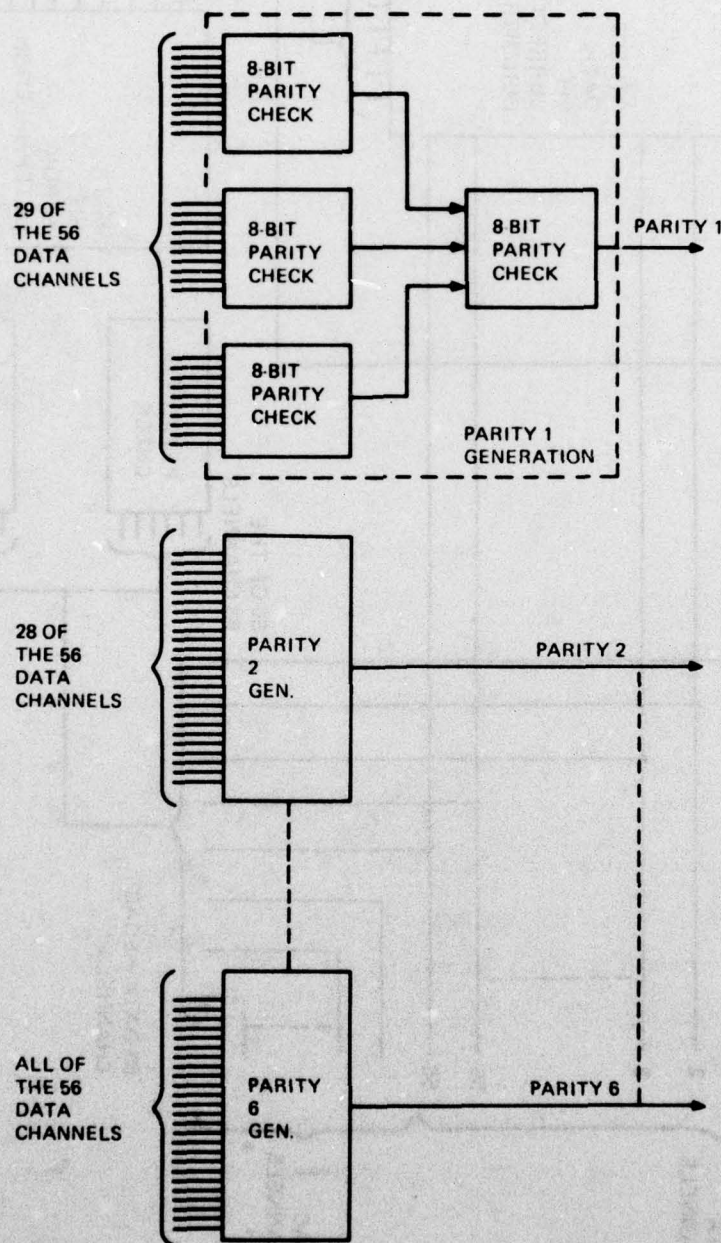 8-BIT
PARITY
CHECK
29 OF
THE 56
DATA
CHANNELS
8-BIT
PARITY
CHECK
8-BIT
PARITY
CHECK
PARITY 1
8-BIT
PARITY
CHECK
PARITY 1
GENERATION
28 OF
THE 56
DATA
CHANNELS
PARITY
2
GEN.
PARITY 2
ALL OF
THE 56
DATA
CHANNELS
PARITY
6
GEN.
PARITY 6